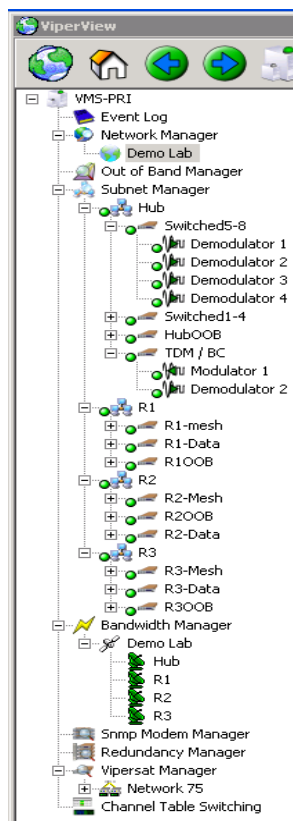 ViperView
VMS-PRI
Event Log
Network Manager
Demo Lab
Out of Band Manager
Subnet Manager
Hub
Switched5-8
Demodulator 1
Demodulator 2
Demodulator 3
Demodulator 4
Switched1-4
HubOOB
TDM / BC
Modulator 1
Demodulator 2
R1
R1-mesh
R1-Data
R1OOB
R2
R2-Mesh
R2OOB
R2-Data
R3
R3-Mesh
R3-Data
R3OOB
Bandwidth Manager
Demo Lab
Hub
R1
R2
R3
Snmp Modem Manager
Redundancy Manager
Vipersat Manager
Network 75
Channel Table Switching